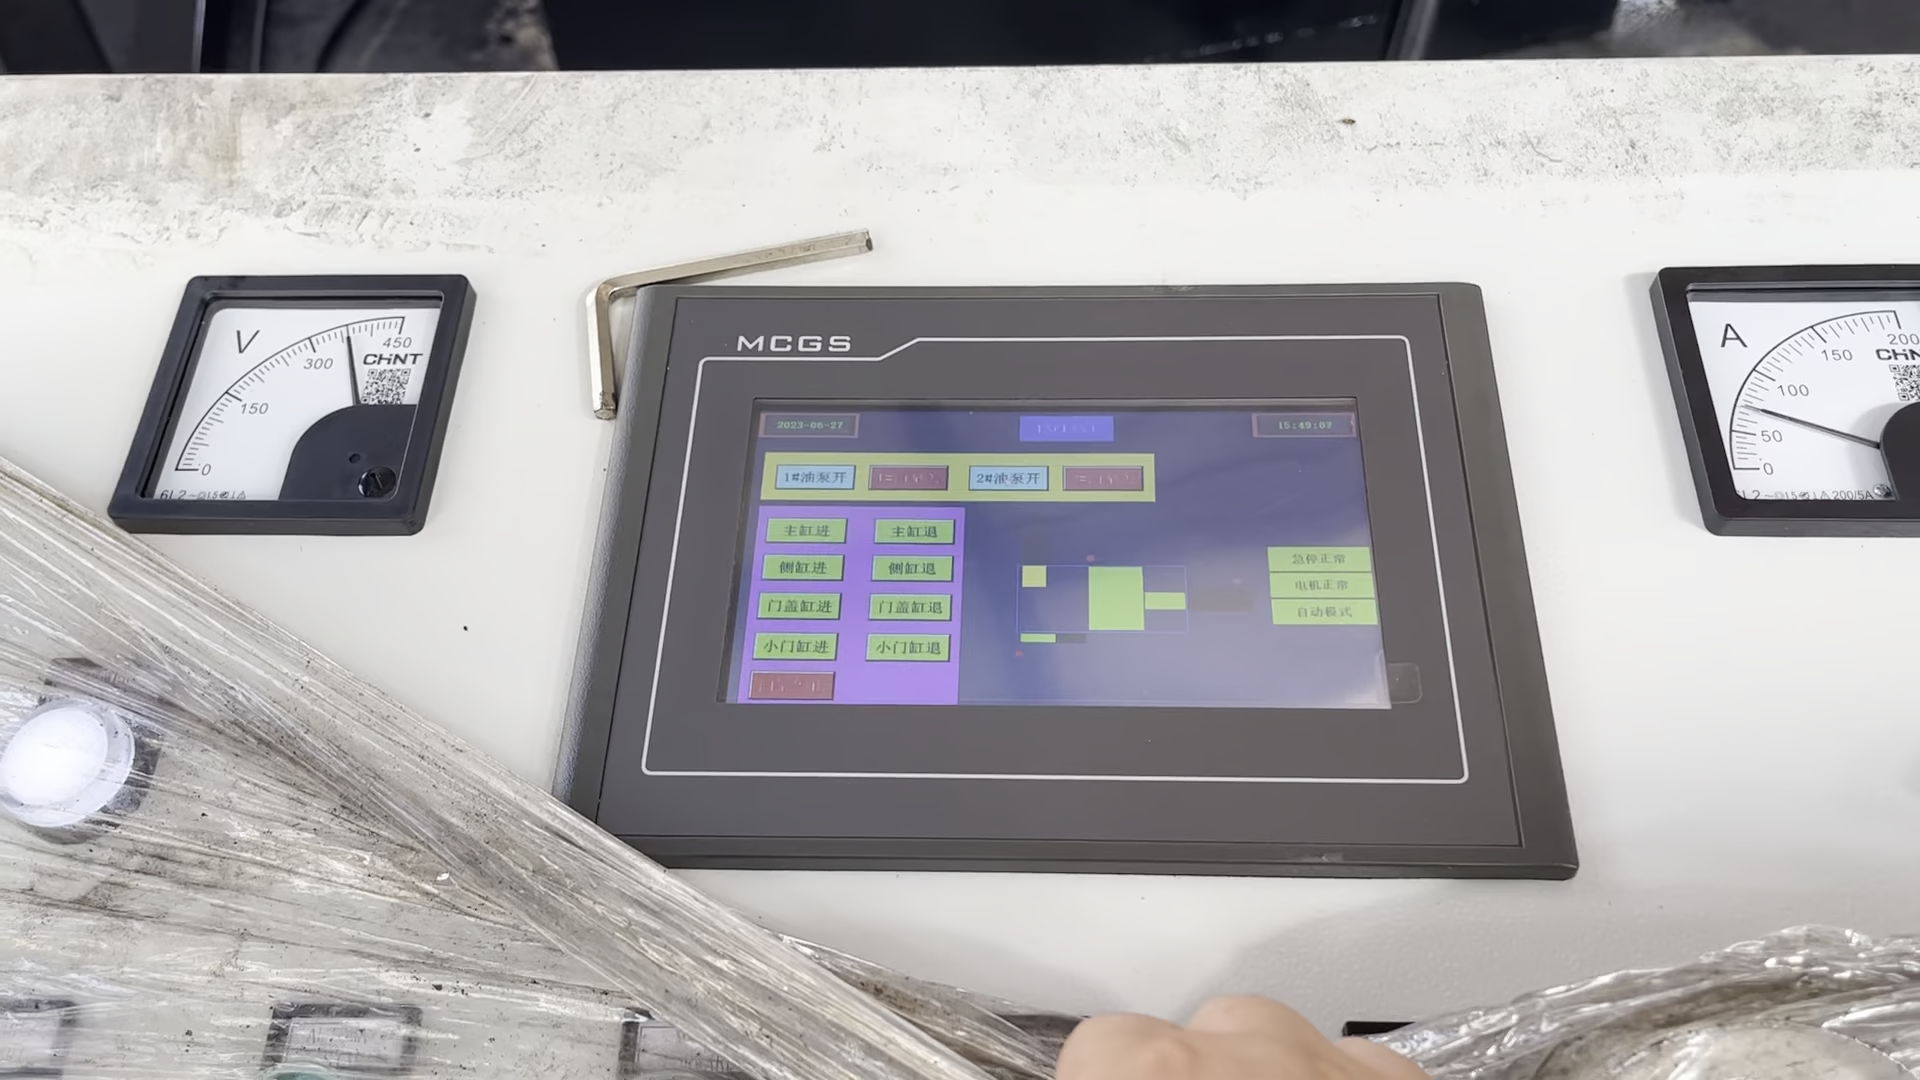 V
450
300
CHNT
150
0
MCGS
2023-06-27
15:49:07
1#油泵开
2#油泵开
主缸进
主缸退
侧缸进
侧缸退
门盖缸进
门盖缸退
小门缸进
小门缸退
急停正常
电机正常
自动模式
A
200
150
100
50
0
200/5A